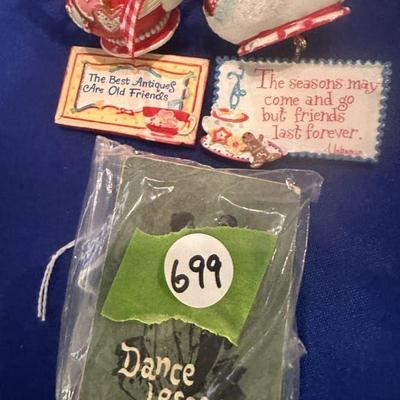 The Best Antiques
Are Old Friends
The seasons may
come and go
but friends
last forever.
Unknown
699
Dance